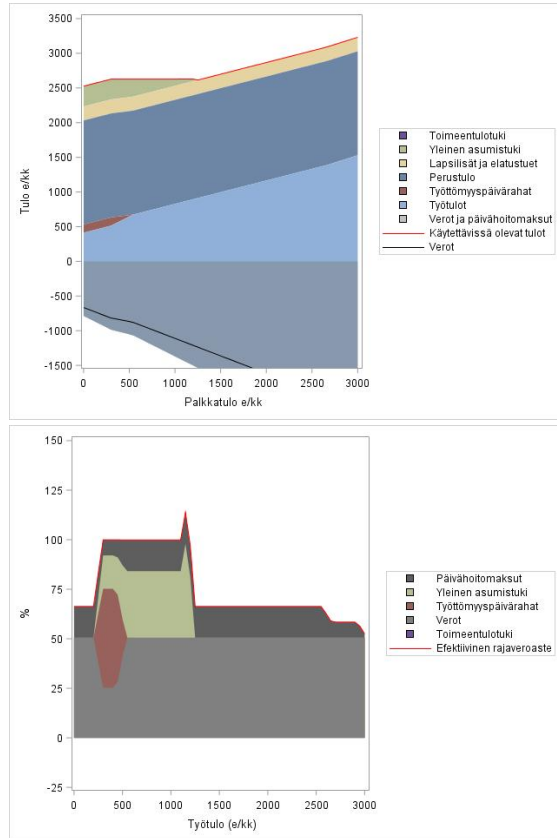 3500
3000
2500
2000
1500
1000
500
0
-500
-1000
-1500
Tulo e/kk
0 500 1000 1500 2000 2500 3000
Palkkatulo e/kk
Toimeentulotuki
Yleinen asumistuki
Lapsilisät ja elatustuet
Perustulo
Työttömyyspäivärahat
Työtulot
Verot ja päivähoitomaksut
Käytettävissä olevat tulot
Verot
150
125
100
75
50
25
0
-25
%
0 500 1000 1500 2000 2500 3000
Työtulo (e/kk)
Päivähoitomaksut
Yleinen asumistuki
Työttömyyspäivärahat
Verot
Toimeentulotuki
Efektiivinen rajaveroaste